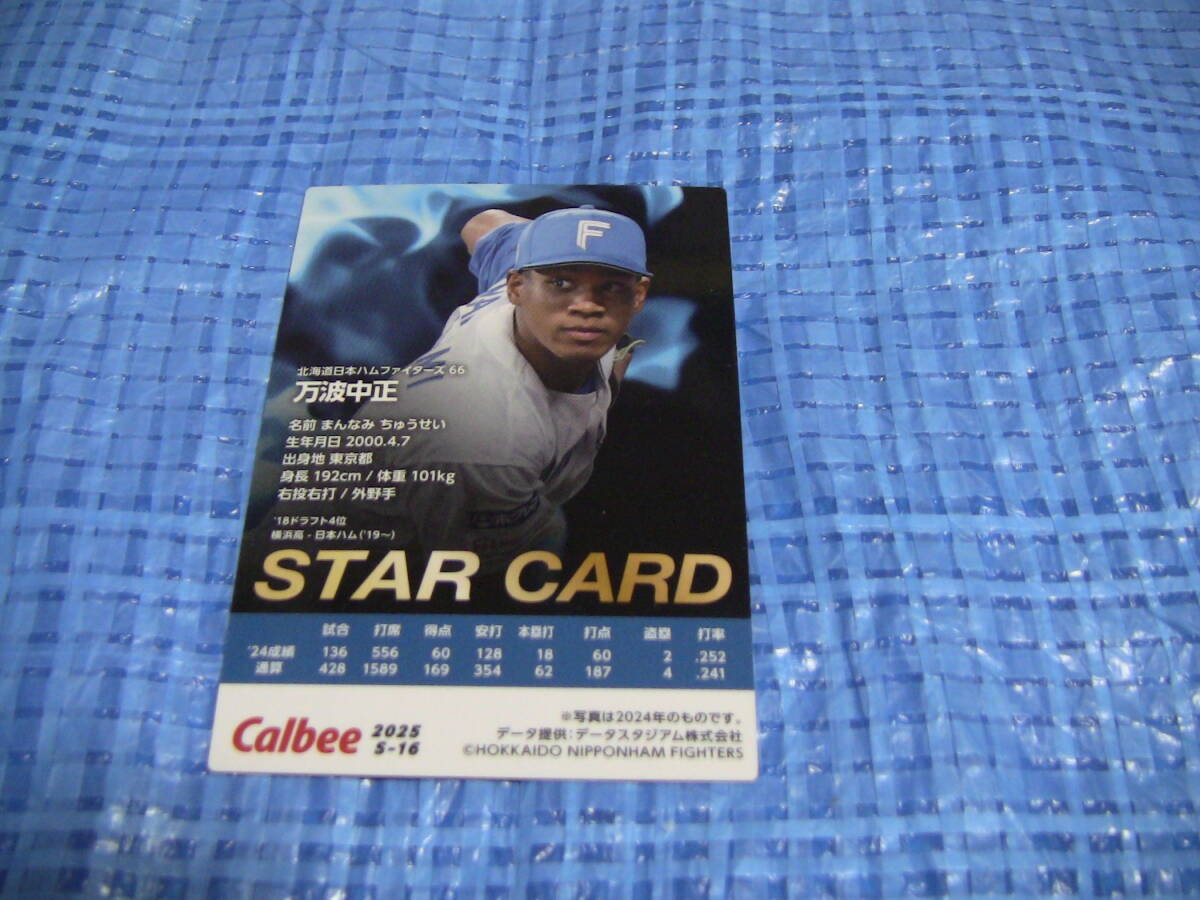 F
北海道日本ハムファイターズ 66
万波中正
名前 まんなみ ちゅうせい
生年月日 2000.4.7
出身地 東京都
身長 192cm / 体重 101kg
右投右打 / 外野手
'18ドラフト4位
横浜高 - 日本ハム('19～)
STAR CARD
試合 打席 得点 安打 本塁打 打点 盗塁 打率
'24成績 136 556 60 128 18 60 2 .252
通算 428 1589 169 354 62 187 4 .241
Calbee 2025
S-16
※写真は2024年のものです。
データ提供:データスタジアム株式会社
©HOKKAIDO NIPPONHAM FIGHTERS